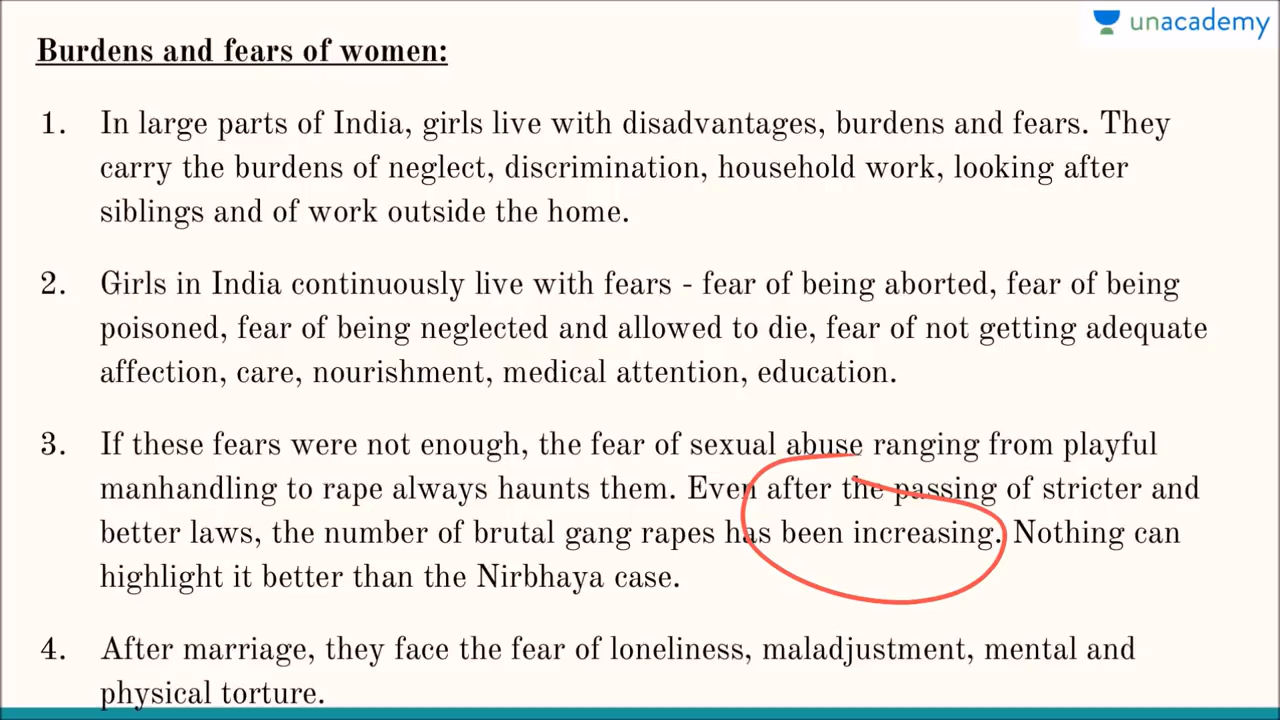 unacademy
Burdens and fears of women:
1. In large parts of India, girls live with disadvantages, burdens and fears. They
carry the burdens of neglect, discrimination, household work, looking after
siblings and of work outside the home.
2. Girls in India continuously live with fears - fear of being aborted, fear of being
poisoned, fear of being neglected and allowed to die, fear of not getting adequate
affection, care, nourishment, medical attention, education.
3. If these fears were not enough, the fear of sexual abuse ranging from playful
manhandling to rape always haunts them. Even after the passing of stricter and
better laws, the number of brutal gang rapes has been increasing. Nothing can
highlight it better than the Nirbhaya case.
4. After marriage, they face the fear of loneliness, maladjustment, mental and
physical torture.